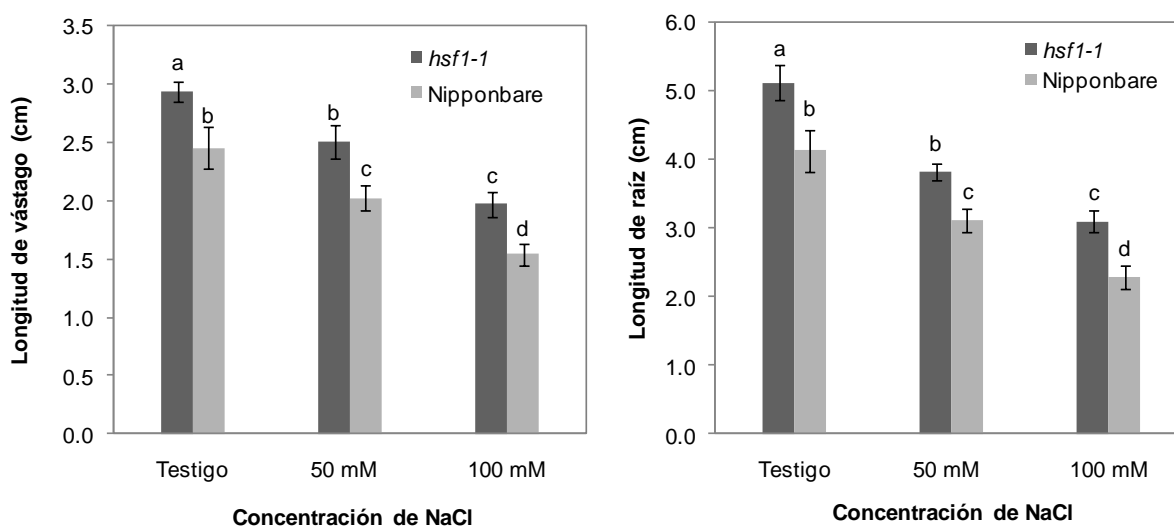 Longitud de vástago (cm)
3.5
3.0
2.5
2.0
1.5
1.0
0.5
0.0
hsf1-1
Nipponbare
a
b
b
c
c
d
Testigo
50 mM
100 mM
Concentración de NaCl
Longitud de raíz (cm)
6.0
5.0
4.0
3.0
2.0
1.0
0.0
hsf1-1
Nipponbare
a
b
b
c
c
d
Testigo
50 mM
100 mM
Concentración de NaCl